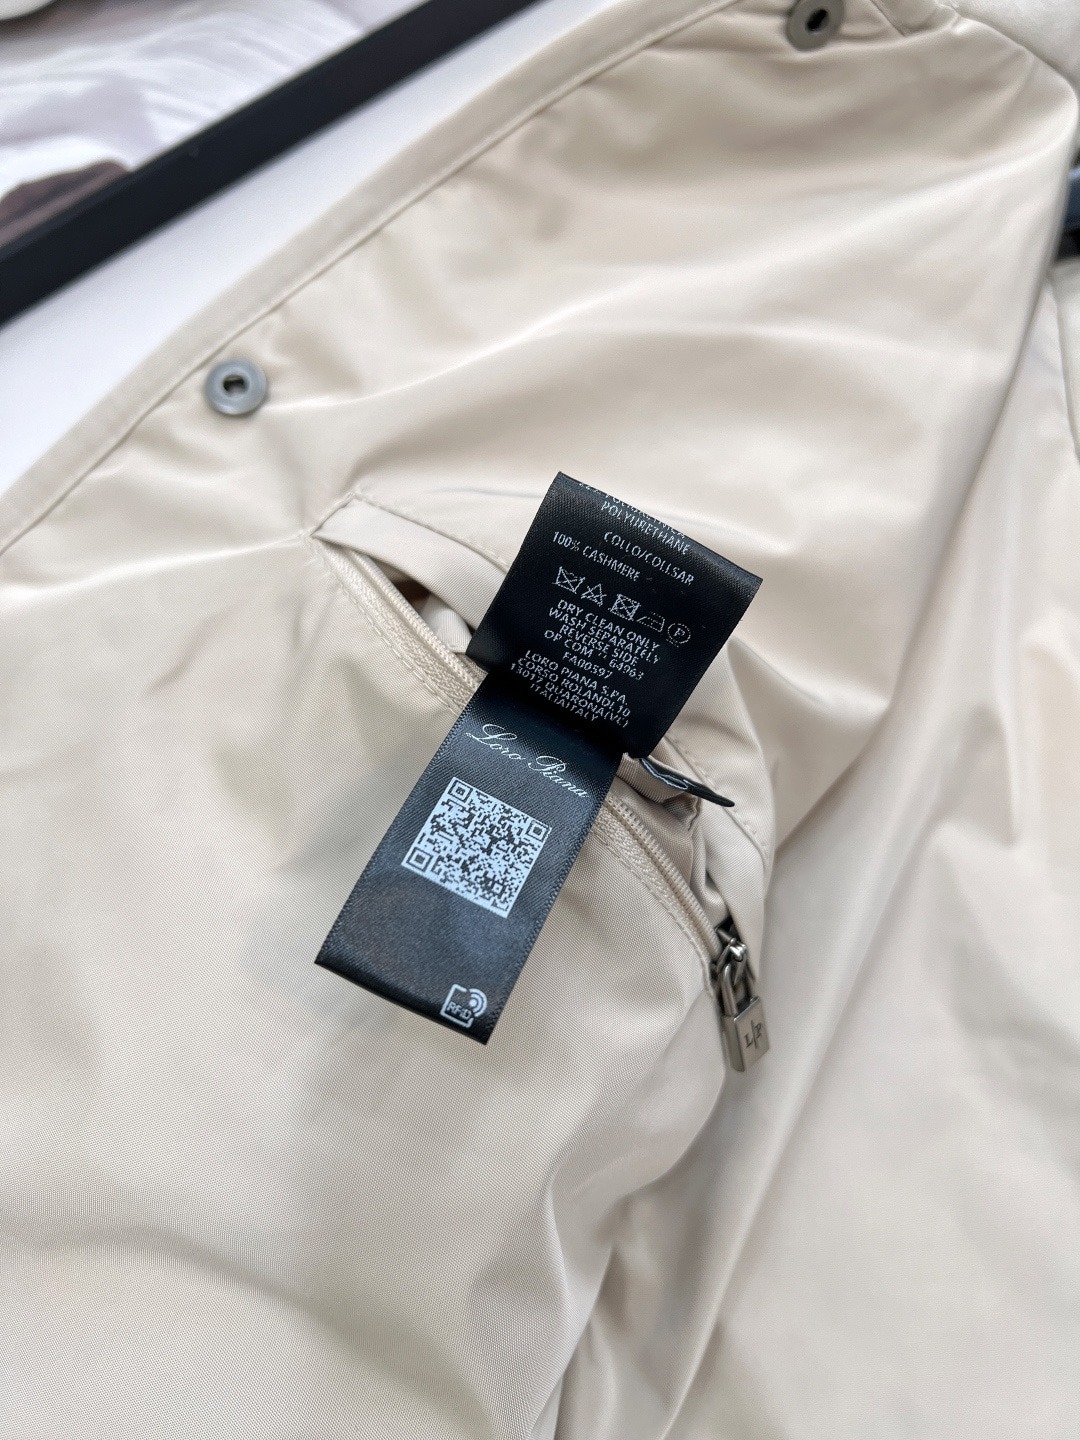 POLYURETHANE
COLLO/COLLSAR
100% CASHMERE
P
DRY CLEAN ONLY
WASH SEPARATELY
REVERSE SIDE
OP COM : 64963
FA00597
LORO PIANA S.PA.
CORSO ROLANDI,10
13017 QUARONA(VC)
ITALIA/ITALY
Loro Piana
RFiD
L/P